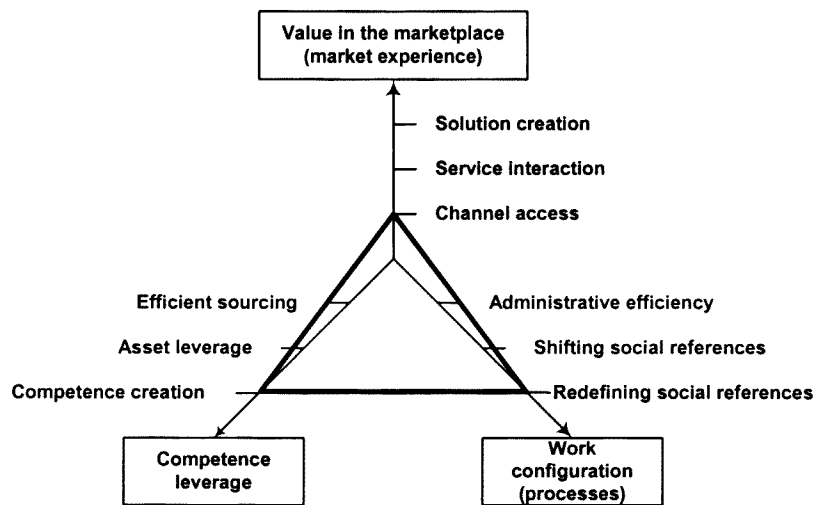 Value in the marketplace
(market experience)
Solution creation
Service interaction
Channel access
Efficient sourcing
Administrative efficiency
Asset leverage
Shifting social references
Competence creation
Redefining social references
Competence
leverage
Work
configuration
(processes)